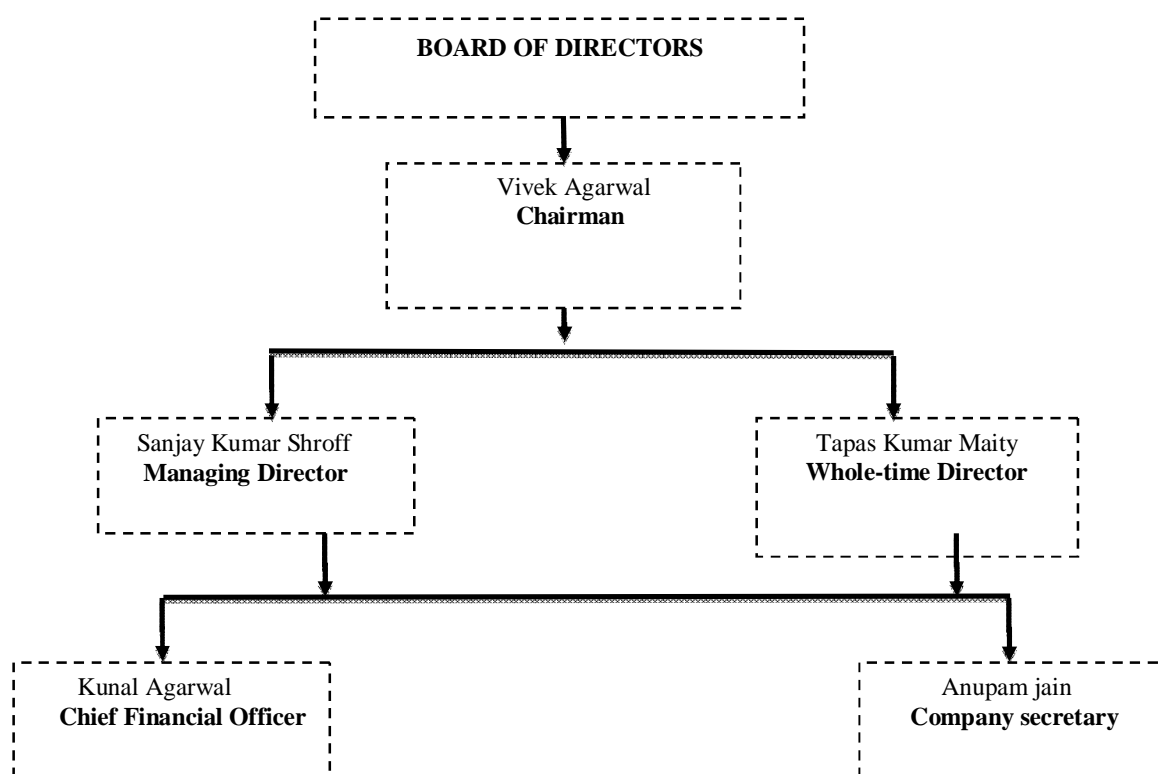 BOARD OF DIRECTORS
Vivek Agarwal
Chairman
Sanjay Kumar Shroff
Managing Director
Tapas Kumar Maity
Whole-time Director
Kunal Agarwal
Chief Financial Officer
Anupam jain
Company secretary